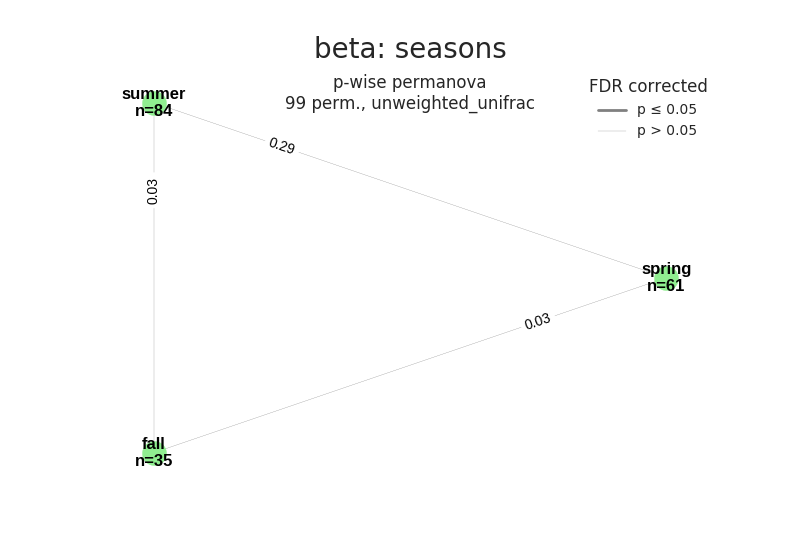 beta: seasons
p-wise permanova
99 perm., unweighted_unifrac
FDR corrected
p ≤ 0.05
p > 0.05
summer
n=84
0.29
0.03
spring
n=61
0.03
fall
n=35